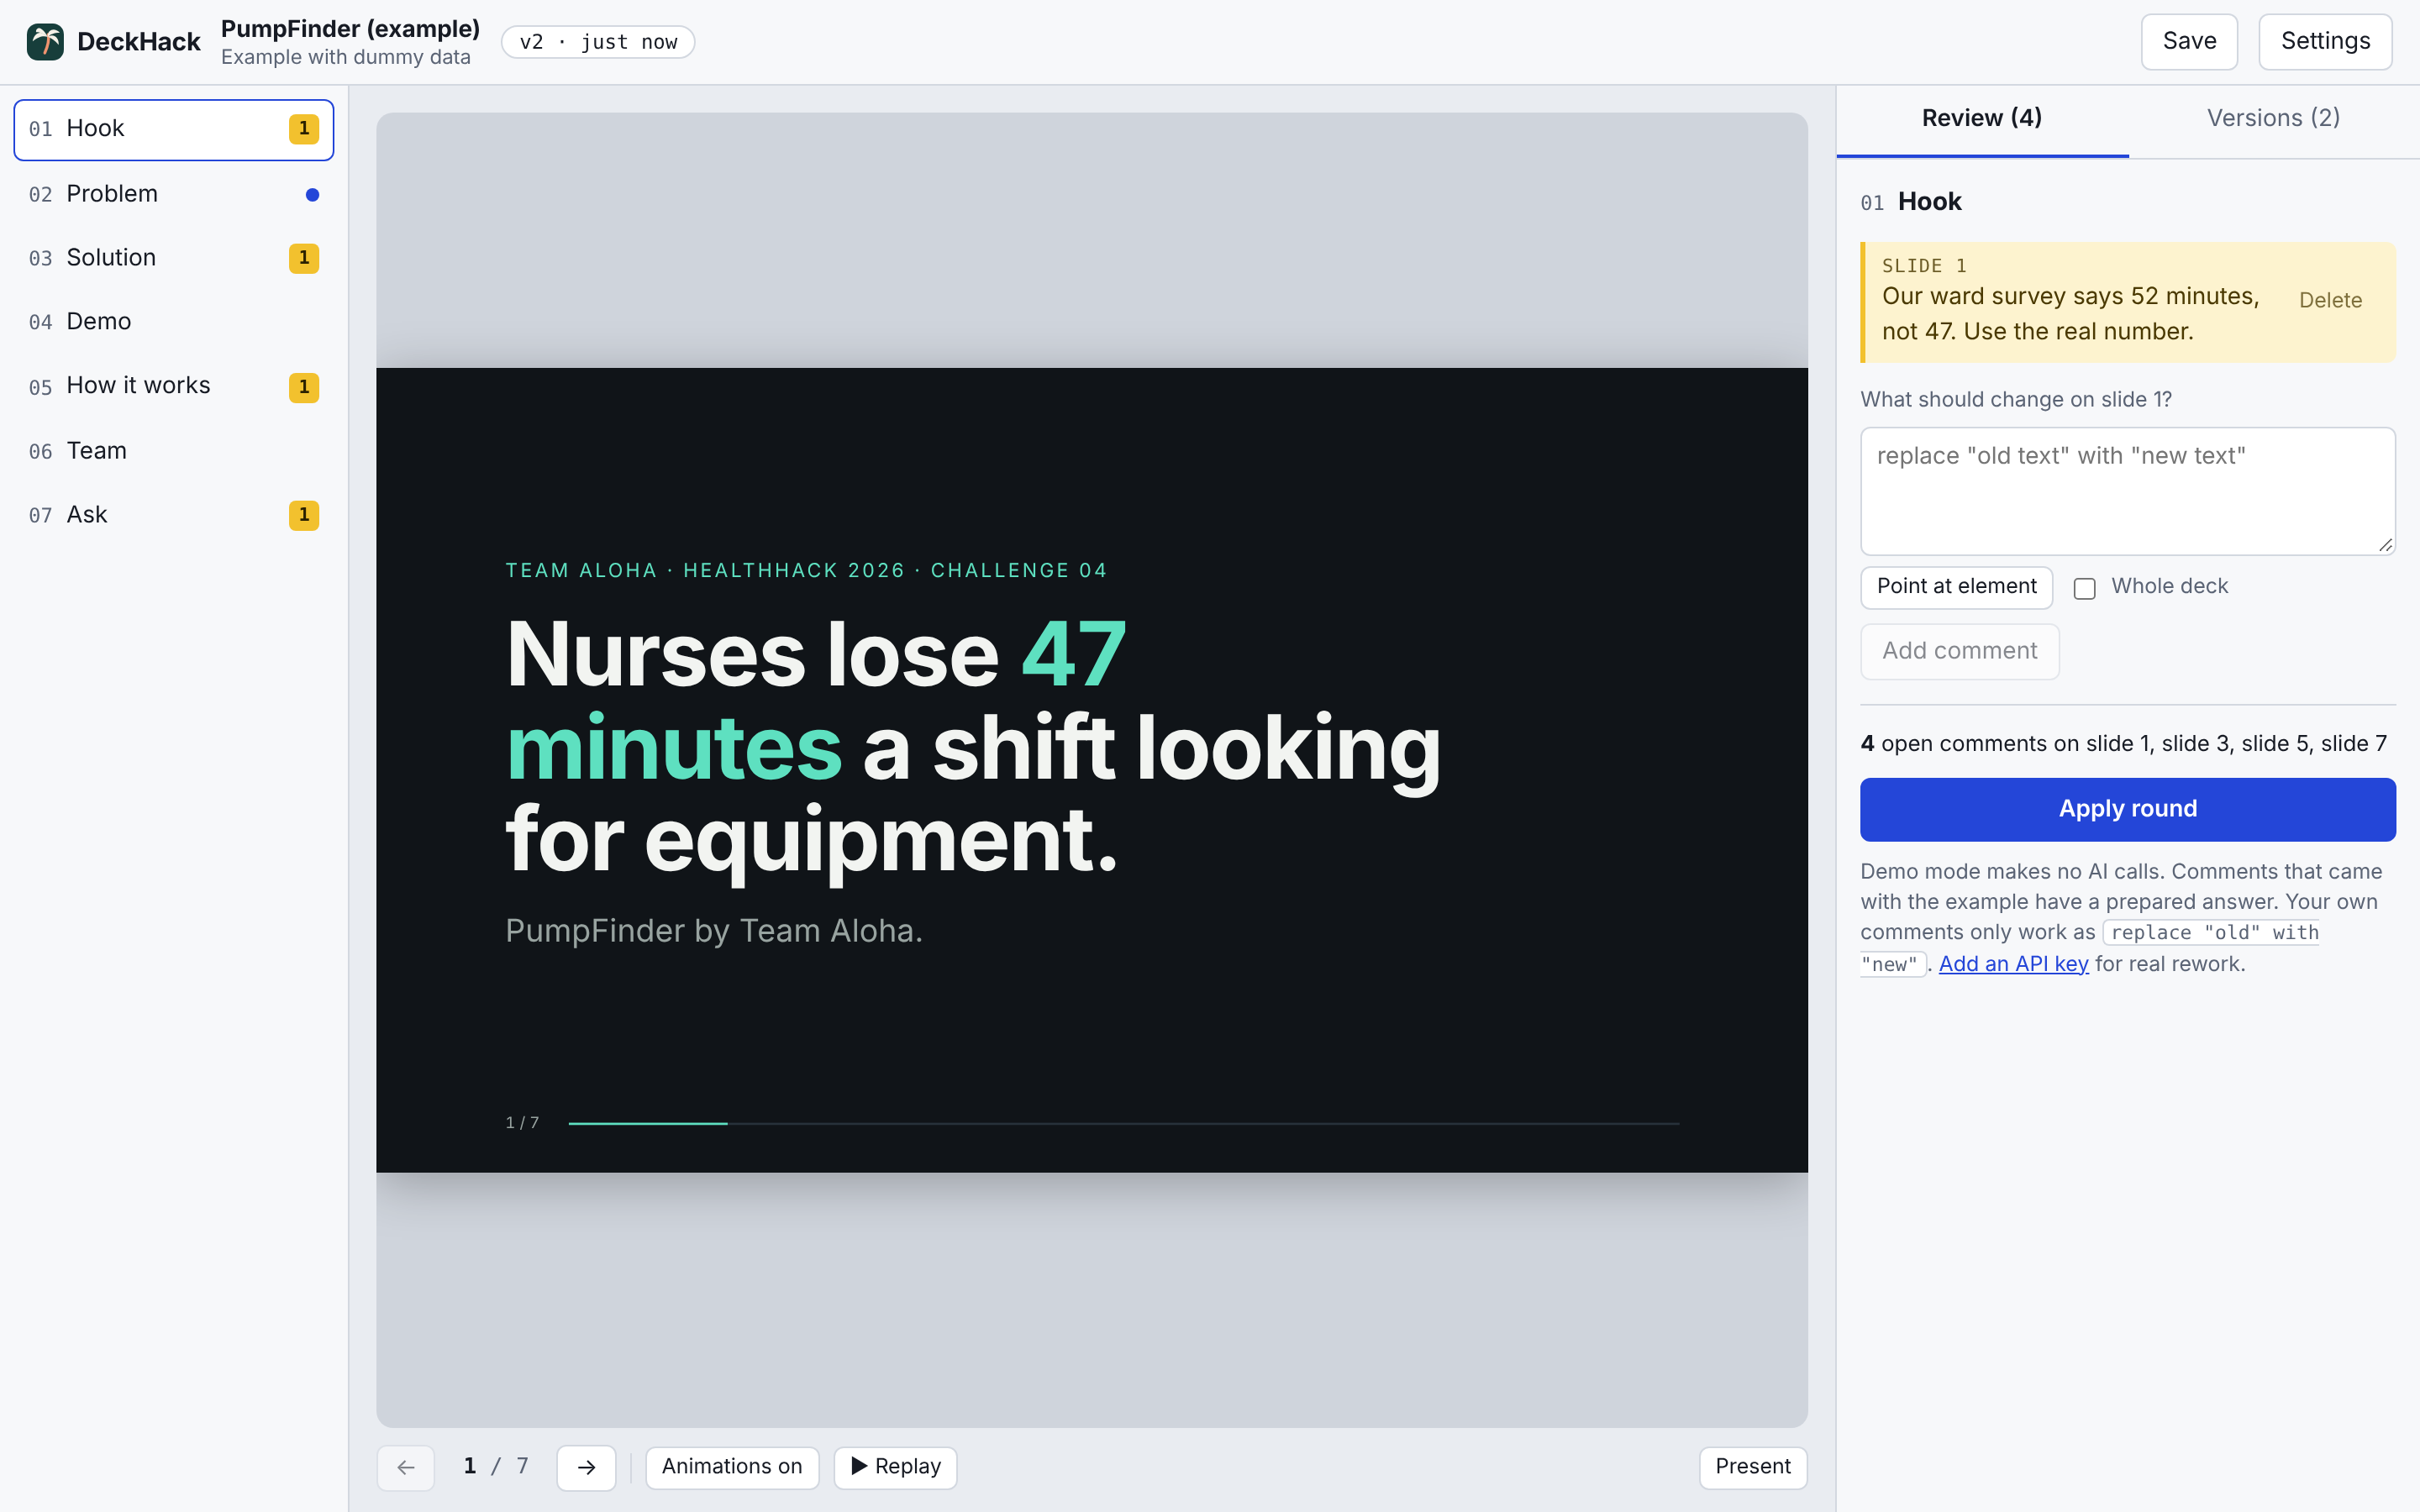 DeckHack
PumpFinder (example)
Example with dummy data
v2 · just now
Save
Settings
01 Hook 1
02 Problem
03 Solution 1
04 Demo
05 How it works 1
06 Team
07 Ask 1
TEAM ALOHA · HEALTHHACK 2026 · CHALLENGE 04
Nurses lose 47
minutes a shift looking
for equipment.
PumpFinder by Team Aloha.
1 / 7
← 1 / 7 →
Animations on
▶ Replay
Present
Review (4)
Versions (2)
01 Hook
SLIDE 1
Our ward survey says 52 minutes,
not 47. Use the real number.
Delete
What should change on slide 1?
replace "old text" with "new text"
Point at element
Whole deck
Add comment
4 open comments on slide 1, slide 3, slide 5, slide 7
Apply round
Demo mode makes no AI calls. Comments that came
with the example have a prepared answer. Your own
comments only work as replace "old" with
"new". Add an API key for real rework.